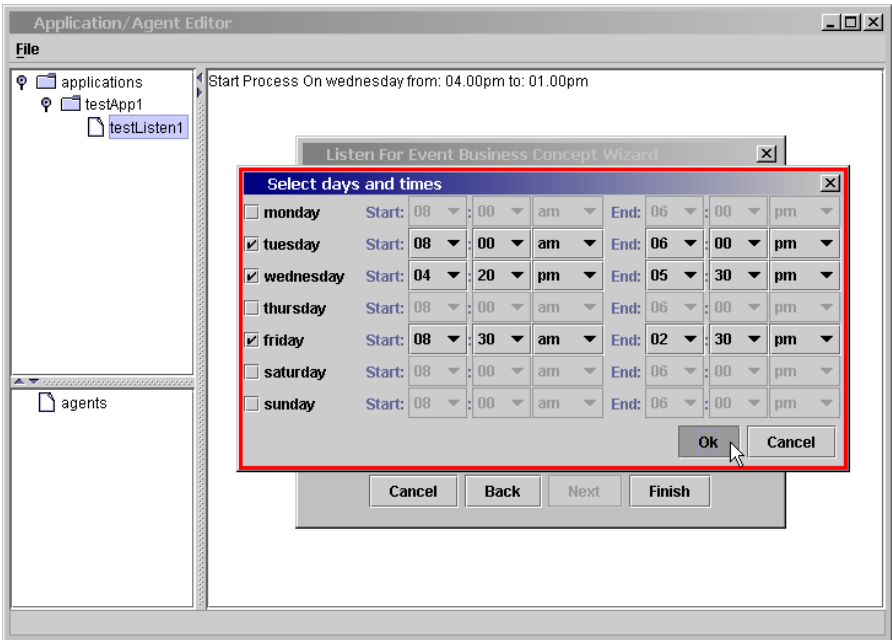 Application/Agent Editor
File
applications
testApp1
testListen1
agents
Start Process On wednesday from: 04.00pm to: 01.00pm
Listen For Event Business Concept Wizard
Select days and times
monday Start: 08 : 00 am End: 06 : 00 pm
tuesday Start: 08 : 00 am End: 06 : 00 pm
wednesday Start: 04 : 20 pm End: 05 : 30 pm
thursday Start: 08 : 00 am End: 06 : 00 pm
friday Start: 08 : 30 am End: 02 : 30 pm
saturday Start: 08 : 00 am End: 06 : 00 pm
sunday Start: 08 : 00 am End: 06 : 00 pm
Ok Cancel
Cancel Back Next Finish